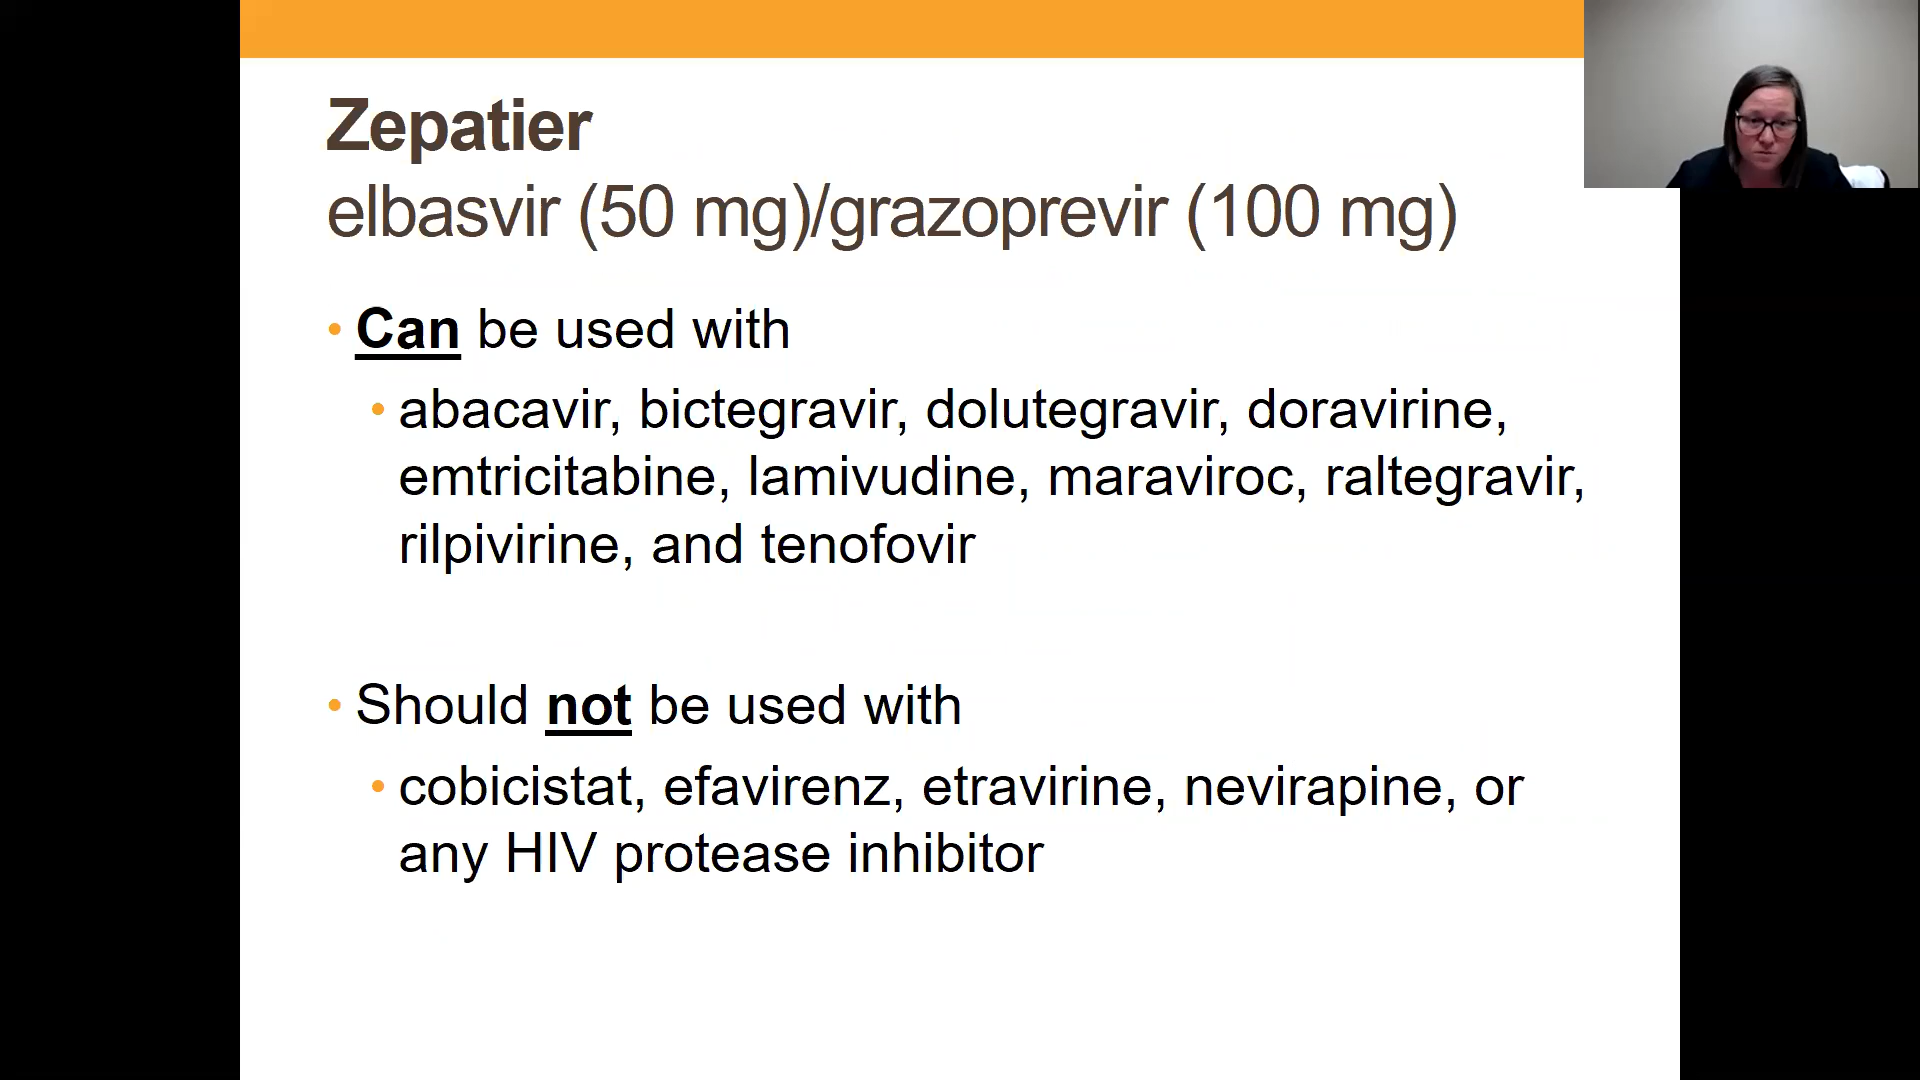 Zepatier
elbasvir (50 mg)/grazoprevir (100 mg)
• Can be used with
• abacavir, bictegravir, dolutegravir, doravirine,
emtricitabine, lamivudine, maraviroc, raltegravir,
rilpivirine, and tenofovir
• Should not be used with
• cobicistat, efavirenz, etravirine, nevirapine, or
any HIV protease inhibitor